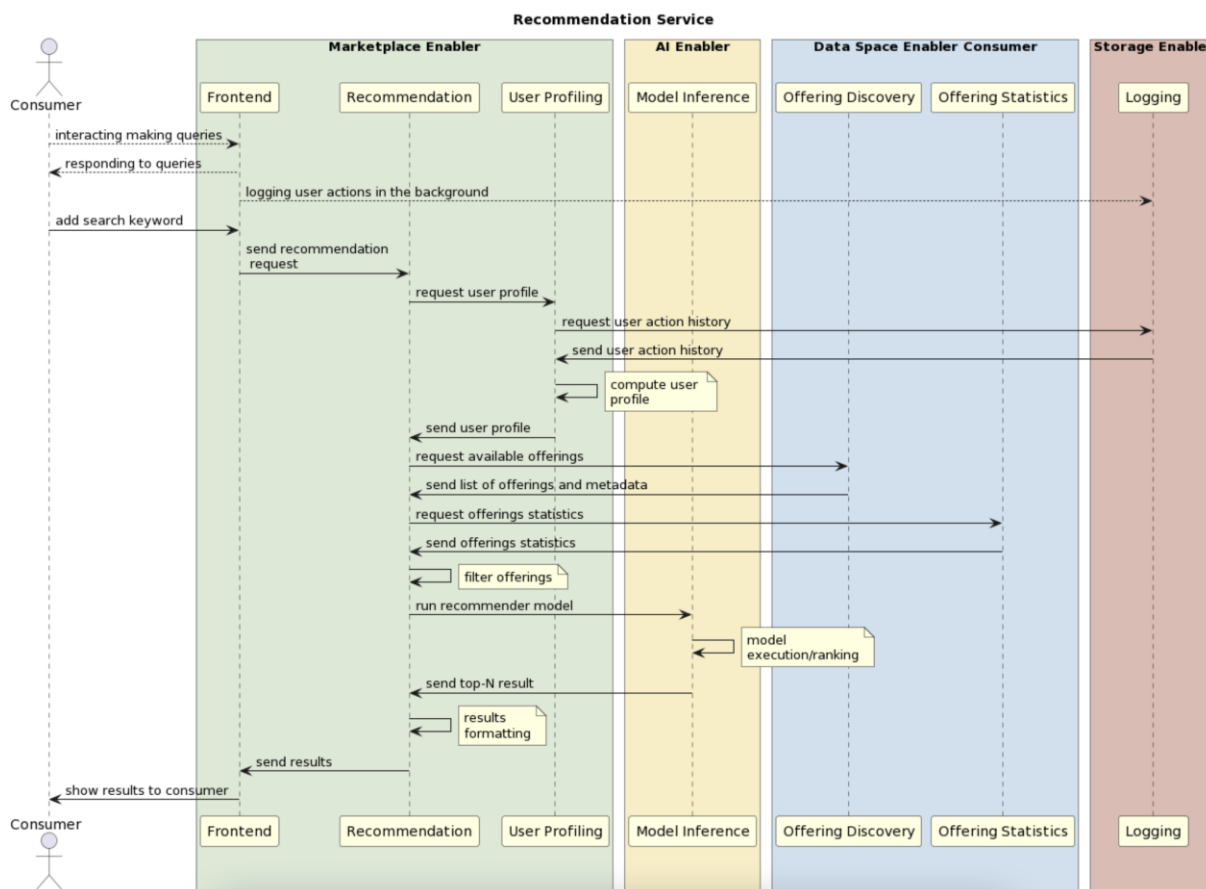 Recommendation Service
Marketplace Enabler
AI Enabler
Data Space Enabler Consumer
Storage Enable
Consumer
Frontend
Recommendation
User Profiling
Model Inference
Offering Discovery
Offering Statistics
Logging
interacting making queries
responding to queries
logging user actions in the background
add search keyword
send recommendation
request
request user profile
request user action history
send user action history
compute user
profile
send user profile
request available offerings
send list of offerings and metadata
request offerings statistics
send offerings statistics
filter offerings
run recommender model
model
execution/ranking
send top-N result
results
formatting
send results
show results to consumer
Consumer
Frontend
Recommendation
User Profiling
Model Inference
Offering Discovery
Offering Statistics
Logging